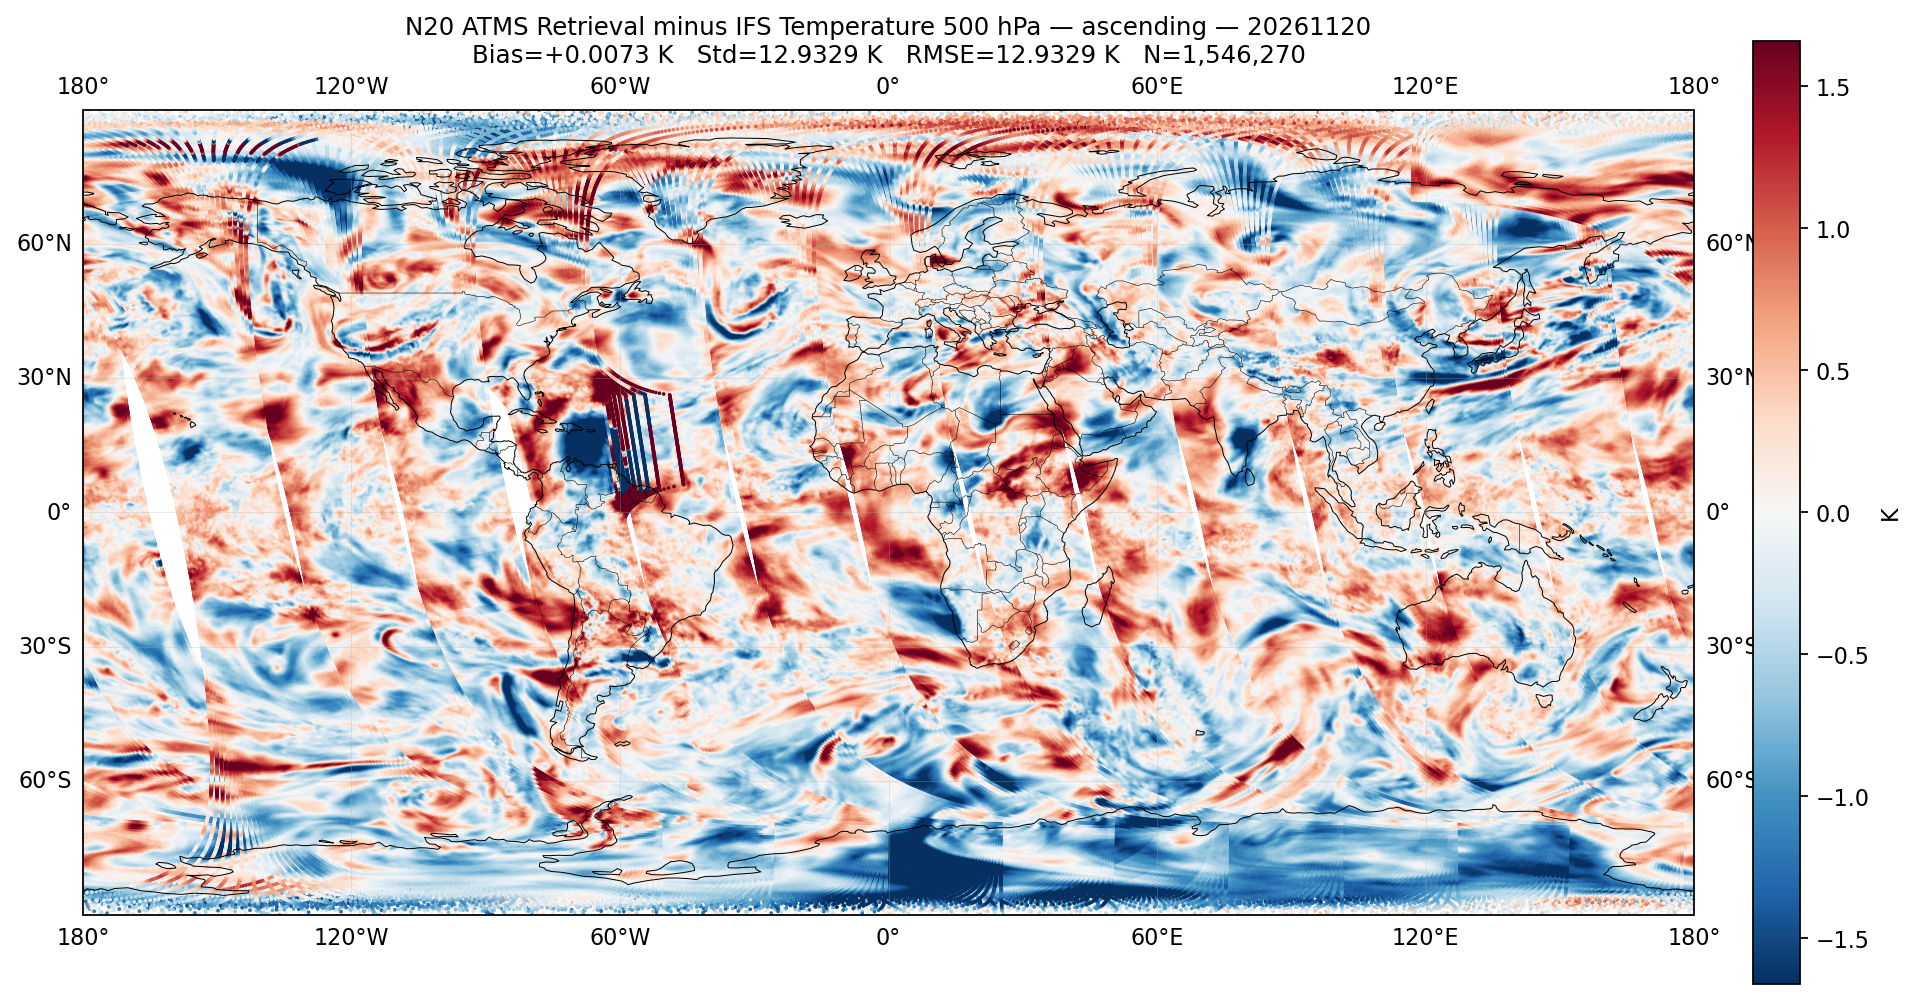 N20 ATMS Retrieval minus IFS Temperature 500 hPa — ascending — 20261120
Bias=+0.0073 K   Std=12.9329 K   RMSE=12.9329 K   N=1,546,270
180° 120°W 60°W 0° 60°E 120°E 180°
60°N 60°N
30°N 30°N
0° 0°
30°S 30°S
60°S 60°S
180° 120°W 60°W 0° 60°E 120°E 180°
1.5
1.0
0.5
0.0
−0.5
−1.0
−1.5
K